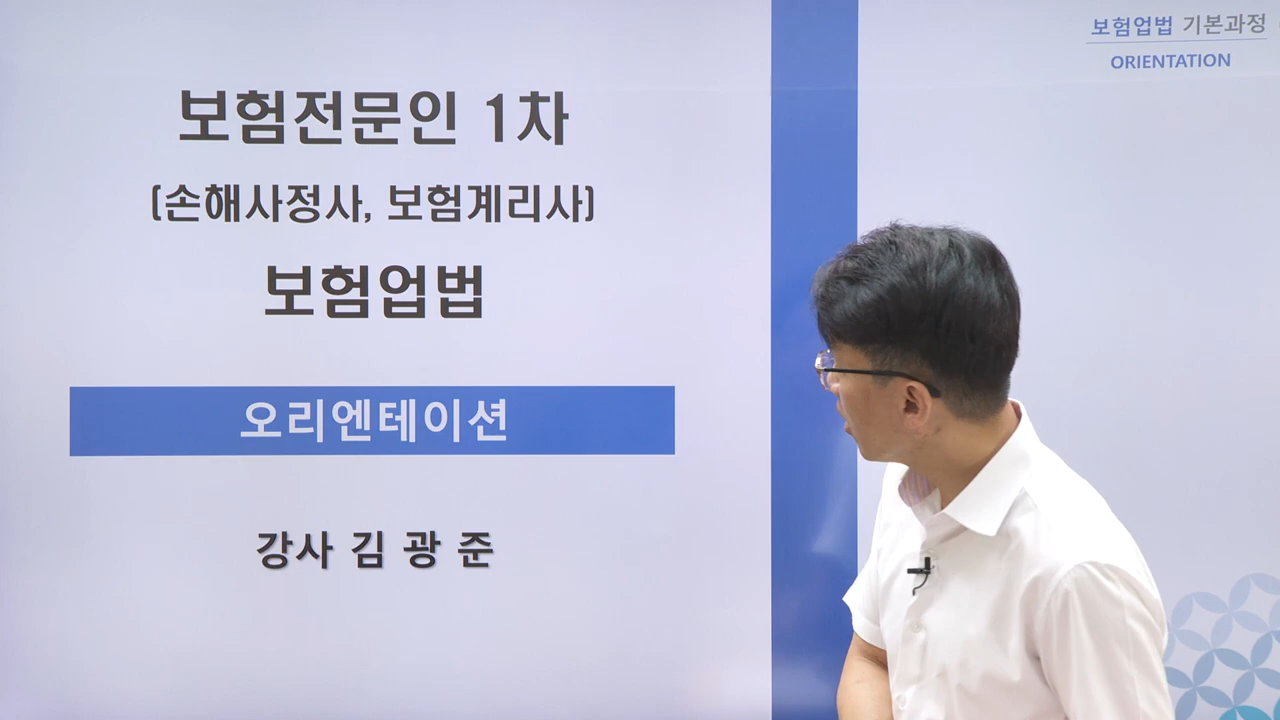 보험업법 기본과정
ORIENTATION
보험전문인 1차
(손해사정사, 보험계리사)
보험업법
오리엔테이션
강사 김 광 준